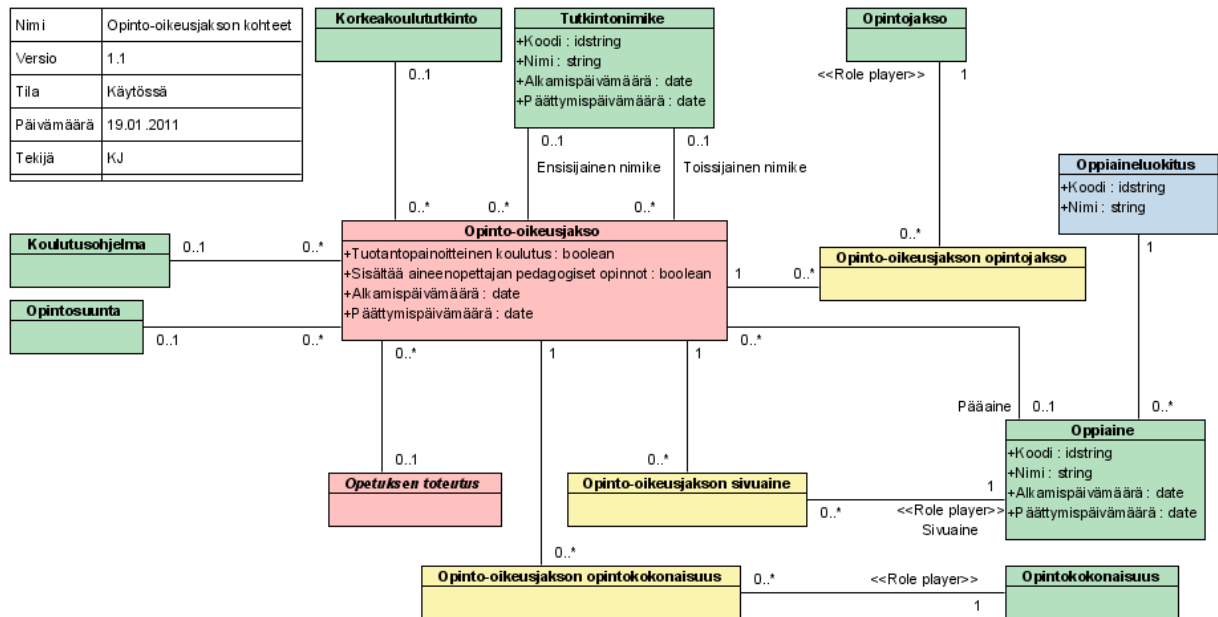 Nimi Opinto-oikeusjakson kohteet
Versio 1.1
Tila Käytössä
Päivämäärä 19.01.2011
Tekijä KJ
Korkeakoulututkinto
0..1
0..*
Tutkintonimike
+Koodi : idstring
+Nimi : string
+Alkamispäivämäärä : date
+Päättymispäivämäärä : date
0..1
Ensisijainen nimike
0..*
0..1
Toissijainen nimike
0..*
Opintojakso
<<Role player>> 1
0..*
Oppiaineluokitus
+Koodi : idstring
+Nimi : string
1
0..*
Koulutusohjelma
0..1 0..*
Opintosuunta
0..1 0..*
Opinto-oikeusjakso
+Tuotantopainoitteinen koulutus : boolean
+Sisältää aineenopettajan pedagogiset opinnot : boolean
+Alkamispäivämäärä : date
+Päättymispäivämäärä : date
1 0..*
Opinto-oikeusjakson opintojakso
0..*
1
1
0..*
Pääaine 0..1
Oppiaine
+Koodi : idstring
+Nimi : string
+Alkamispäivämäärä : date
+Päättymispäivämäärä : date
0..1
Opetuksen toteutus
0..*
Opinto-oikeusjakson sivuaine
1
0..* <<Role player>>
Sivuaine
0..*
Opinto-oikeusjakson opintokokonaisuus
0..* <<Role player>>
1
Opintokokonaisuus